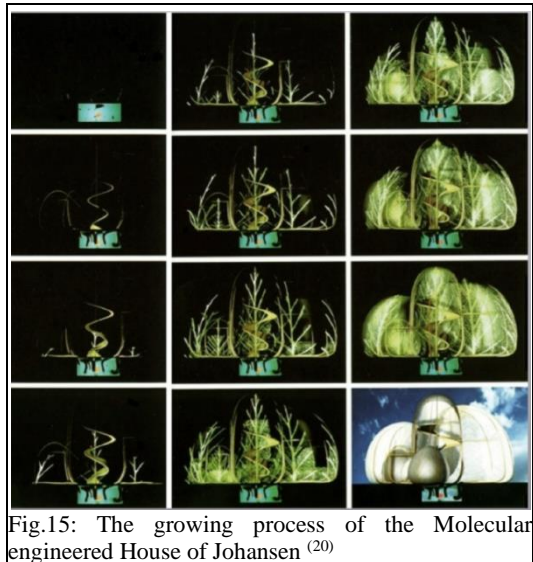 Fig.15: The growing process of the Molecular
engineered House of Johansen (20)